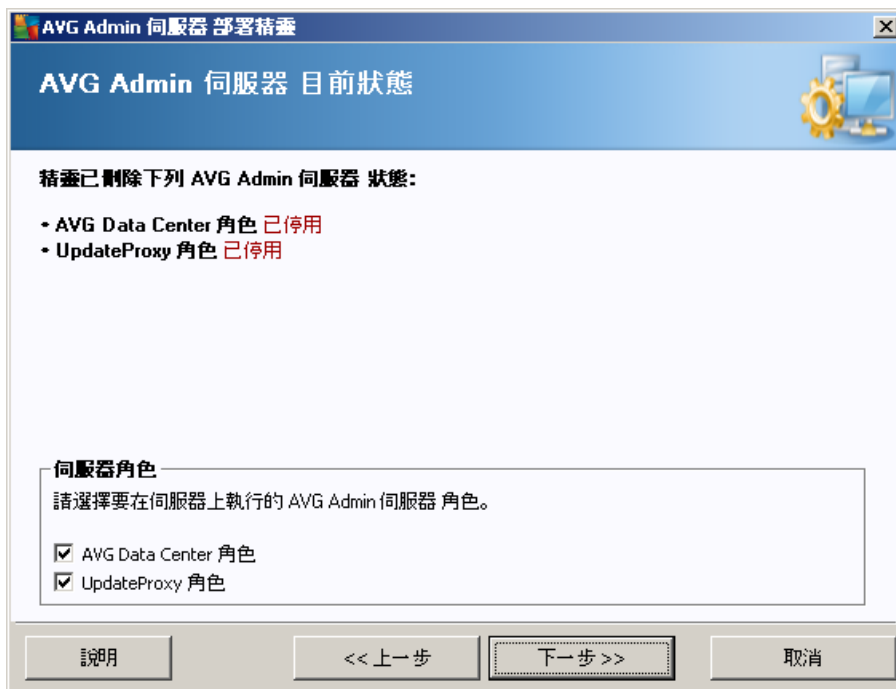 AVG Admin 伺服器 部署精靈
AVG Admin 伺服器 目前狀態
精靈已刪除下列 AVG Admin 伺服器 狀態:
• AVG Data Center 角色 已停用
• UpdateProxy 角色 已停用
伺服器角色
請選擇要在伺服器上執行的 AVG Admin 伺服器 角色。
AVG Data Center 角色
UpdateProxy 角色
說明
<< 上一步
下一步 >>
取消